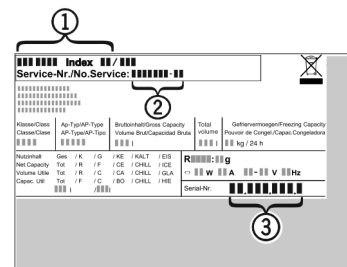 1
Index / 
Service-Nr./No.Service: -
2
Klasse/Class Ap-Typ/AP-Type Bruttoinhalt/Gross Capacity Total Gefriervermoegen/Freezing Capacity
Classe/Clase AP-Type/AP-Tipo Volume Brut/Capacidad Bruta volume Pouvoir de Congel./Capac.Congeladora
l l kg / 24 h
Nutzinhalt Ges / K / G / KE / KALT / EIS
Net.Capacity Tot / R / F / CE / CHILL / ICE
Volume Utile Tot / R / C / CA / CHILL / GLA
Capac. Util Tot / F / C / BO / CHILL / HIE
l / l
R : g
W A - V Hz
Serial-Nr. . . .
3